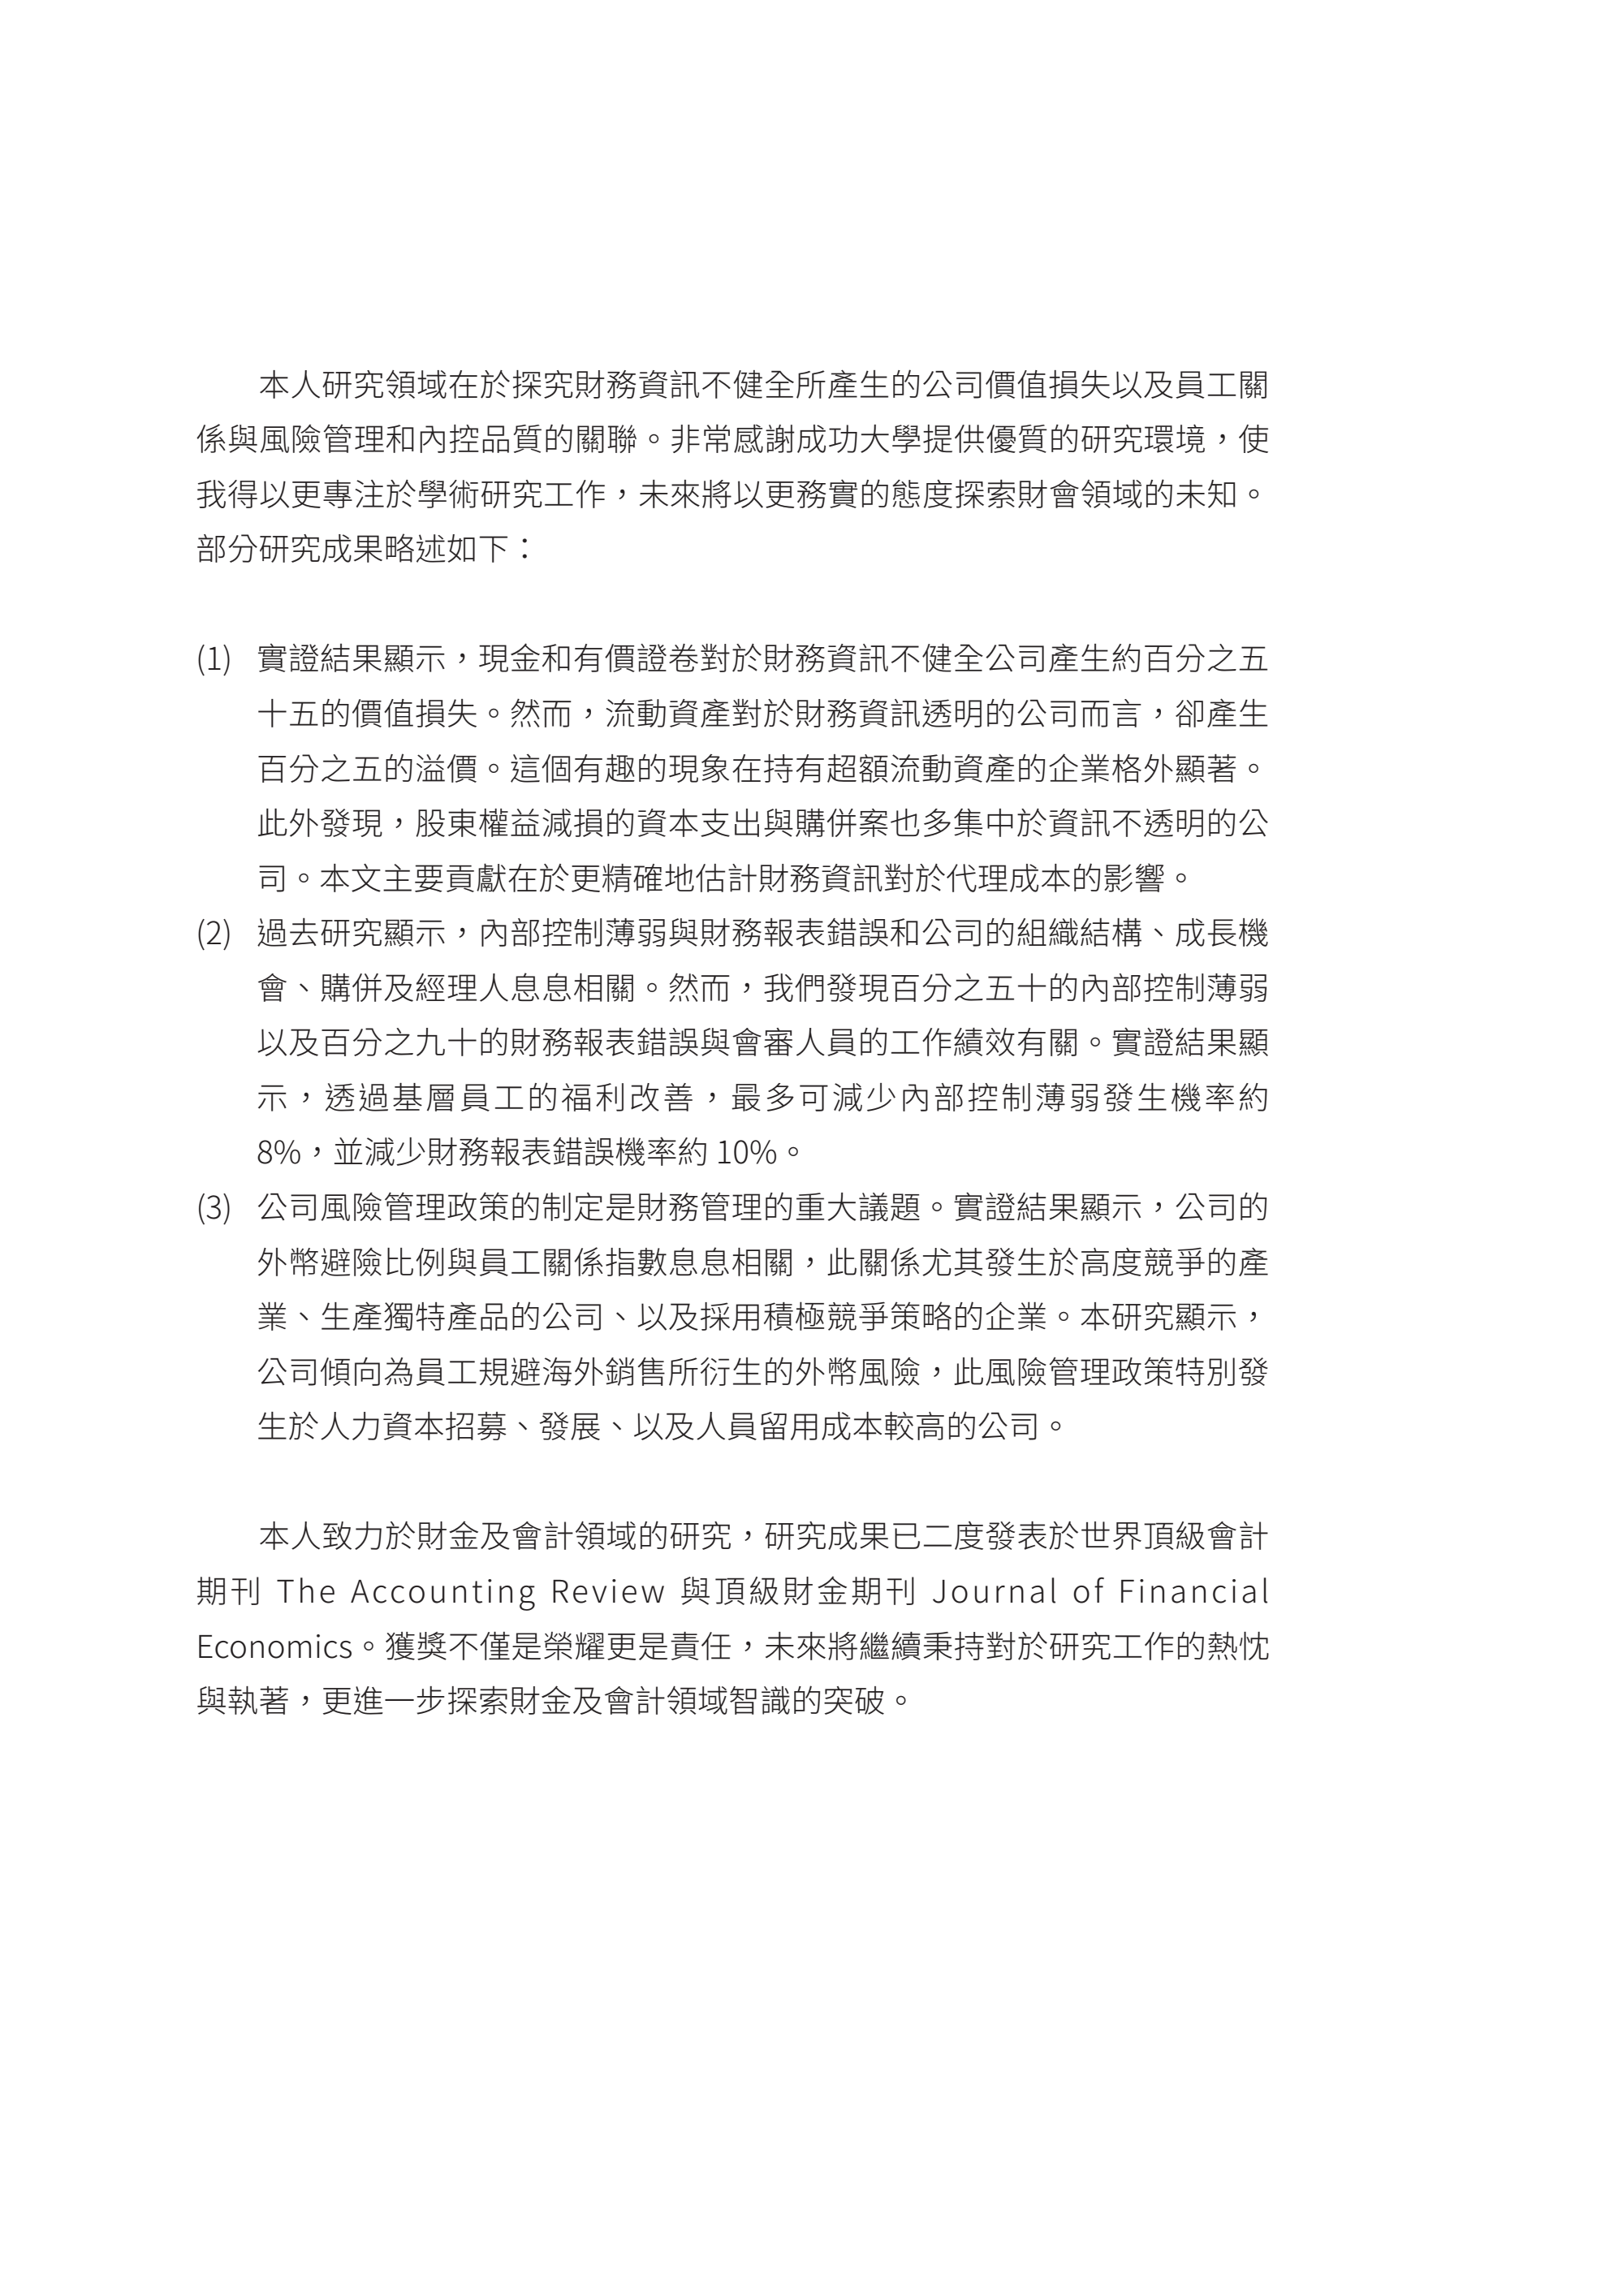 本人研究領域在於探究財務資訊不健全所產生的公司價值損失以及員工關
係與風險管理和內控品質的關聯。非常感謝成功大學提供優質的研究環境，使
我得以更專注於學術研究工作，未來將以更務實的態度探索財會領域的未知。
部分研究成果略述如下：
(1) 實證結果顯示，現金和有價證卷對於財務資訊不健全公司產生約百分之五
十五的價值損失。然而，流動資產對於財務資訊透明的公司而言，卻產生
百分之五的溢價。這個有趣的現象在持有超額流動資產的企業格外顯著。
此外發現，股東權益減損的資本支出與購併案也多集中於資訊不透明的公
司。本文主要貢獻在於更精確地估計財務資訊對於代理成本的影響。
(2) 過去研究顯示，內部控制薄弱與財務報表錯誤和公司的組織結構、成長機
會、購併及經理人息息相關。然而，我們發現百分之五十的內部控制薄弱
以及百分之九十的財務報表錯誤與會審人員的工作績效有關。實證結果顯
示，透過基層員工的福利改善，最多可減少內部控制薄弱發生機率約
8%，並減少財務報表錯誤機率約 10%。
(3) 公司風險管理政策的制定是財務管理的重大議題。實證結果顯示，公司的
外幣避險比例與員工關係指數息息相關，此關係尤其發生於高度競爭的產
業、生產獨特產品的公司、以及採用積極競爭策略的企業。本研究顯示，
公司傾向為員工規避海外銷售所衍生的外幣風險，此風險管理政策特別發
生於人力資本招募、發展、以及人員留用成本較高的公司。
本人致力於財金及會計領域的研究，研究成果已二度發表於世界頂級會計
期刊 The Accounting Review 與頂級財金期刊 Journal of Financial
Economics。獲獎不僅是榮耀更是責任，未來將繼續秉持對於研究工作的熱忱
與執著，更進一步探索財金及會計領域智識的突破。